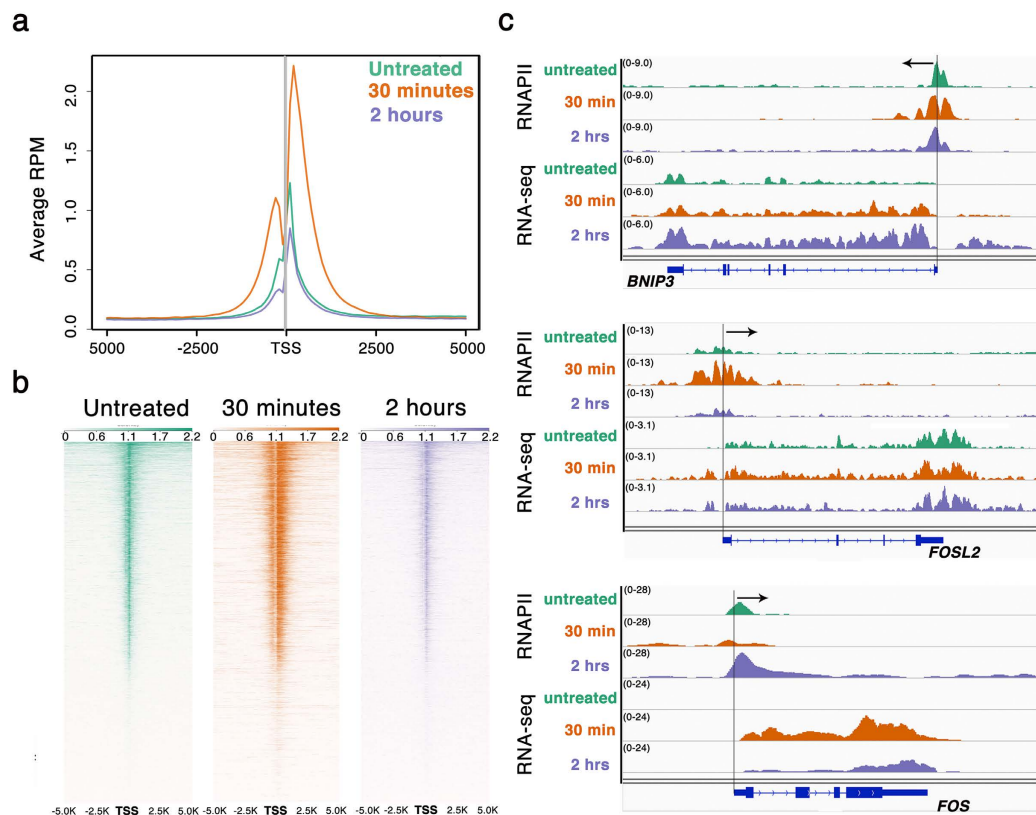 a
Untreated
30 minutes
2 hours
Average RPM
0.0
0.5
1.0
1.5
2.0
5000
-2500
TSS
2500
5000
b
Untreated
30 minutes
2 hours
0 0.6 1.1 1.7 2.2
0 0.6 1.1 1.7 2.2
0 0.6 1.1 1.7 2.2
-5.0K -2.5K TSS 2.5K 5.0K
-5.0K -2.5K TSS 2.5K 5.0K
-5.0K -2.5K TSS 2.5K 5.0K
c
RNAPII
untreated (0-9.0)
30 min (0-9.0)
2 hrs (0-9.0)
RNA-seq
untreated (0-6.0)
30 min (0-6.0)
2 hrs (0-6.0)
BNIP3
RNAPII
untreated (0-13)
30 min (0-13)
2 hrs (0-13)
RNA-seq
untreated (0-3.1)
30 min (0-3.1)
2 hrs (0-3.1)
FOSL2
RNAPII
untreated (0-28)
30 min (0-28)
2 hrs (0-28)
RNA-seq
untreated (0-24)
30 min (0-24)
2 hrs (0-24)
FOS